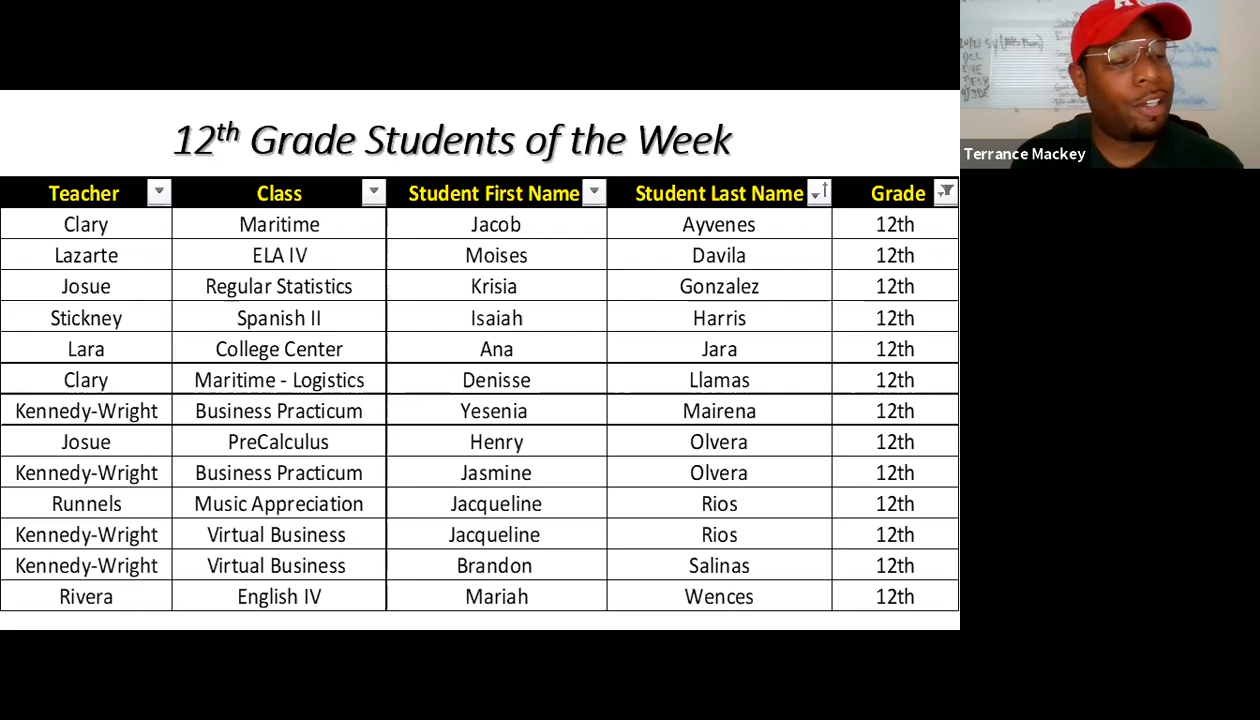 12th Grade Students of the Week
Teacher Class Student First Name Student Last Name Grade
Clary Maritime Jacob Ayvenes 12th
Lazarte ELA IV Moises Davila 12th
Josue Regular Statistics Krisia Gonzalez 12th
Stickney Spanish II Isaiah Harris 12th
Lara College Center Ana Jara 12th
Clary Maritime - Logistics Denisse Llamas 12th
Kennedy-Wright Business Practicum Yesenia Mairena 12th
Josue PreCalculus Henry Olvera 12th
Kennedy-Wright Business Practicum Jasmine Olvera 12th
Runnels Music Appreciation Jacqueline Rios 12th
Kennedy-Wright Virtual Business Jacqueline Rios 12th
Kennedy-Wright Virtual Business Brandon Salinas 12th
Rivera English IV Mariah Wences 12th
Terrance Mackey